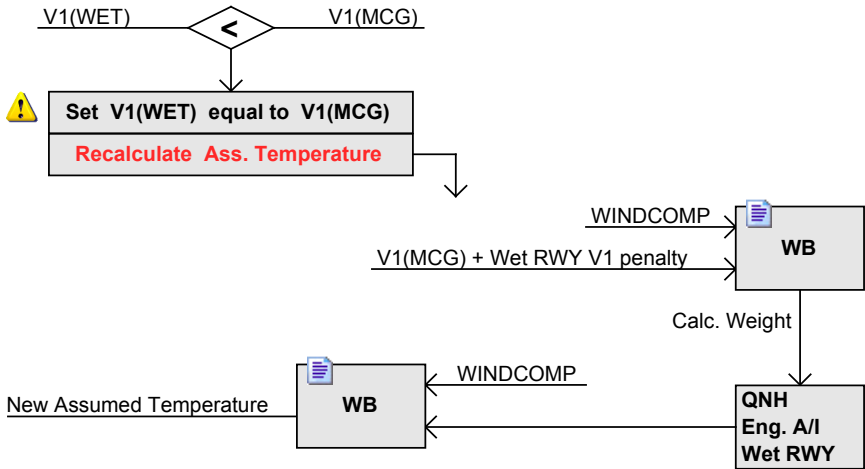 V1(WET)
<
V1(MCG)
Set V1(WET) equal to V1(MCG)
Recalculate Ass. Temperature
WINDCOMP
V1(MCG) + Wet RWY V1 penalty
WB
Calc. Weight
QNH
Eng. A/I
Wet RWY
WINDCOMP
WB
New Assumed Temperature